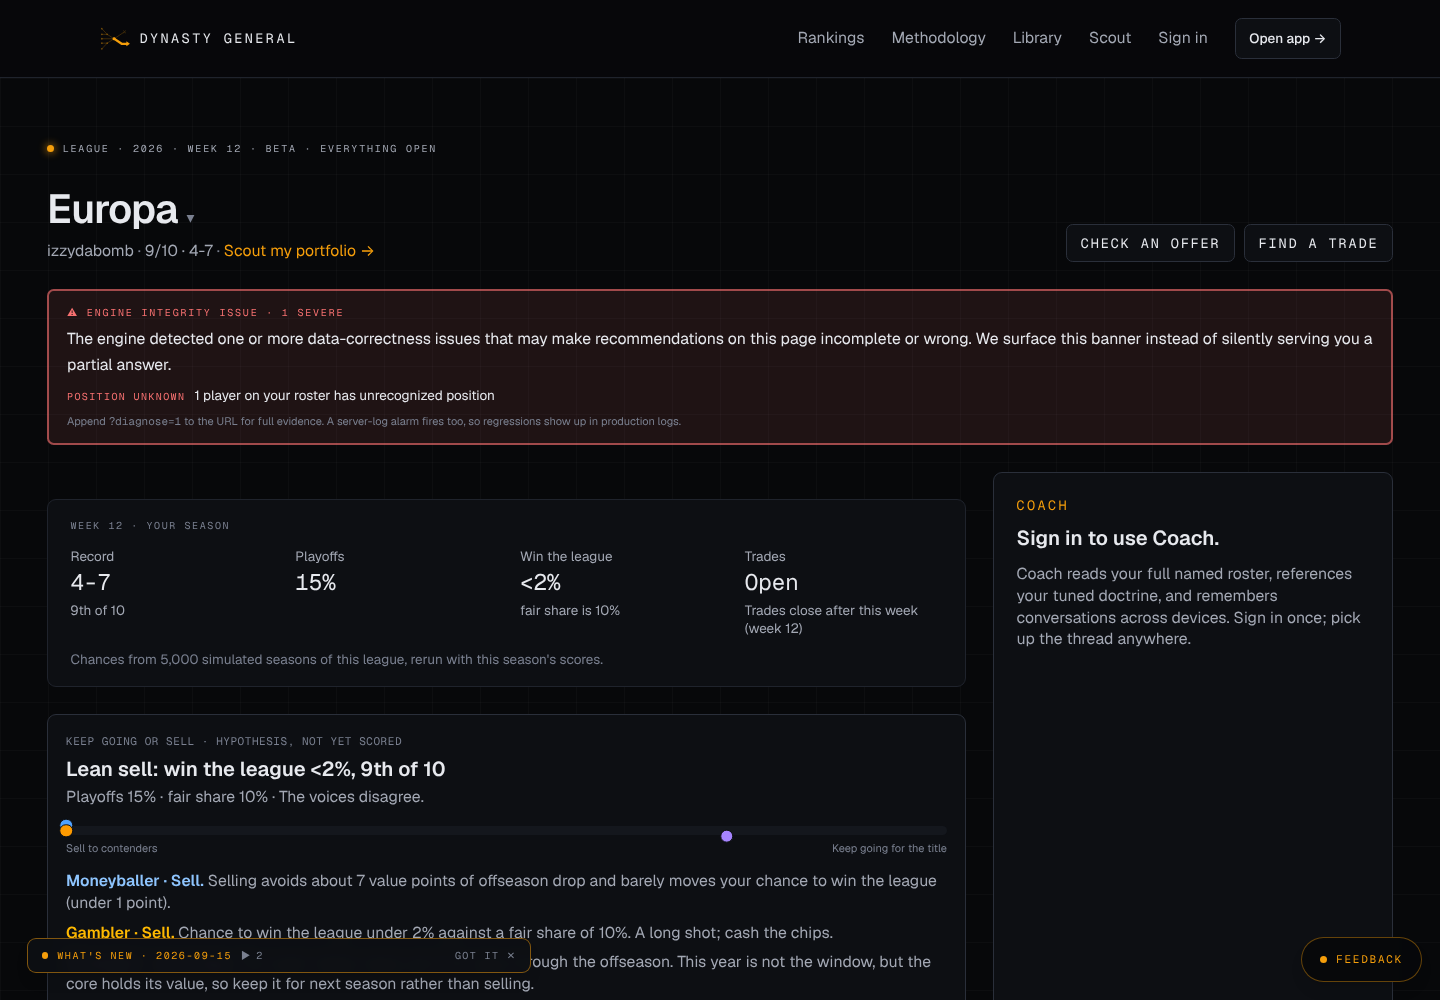 DYNASTY GENERAL
Rankings Methodology Library Scout Sign in Open app →
LEAGUE · 2026 · WEEK 12 · BETA · EVERYTHING OPEN
Europa ▼
izzydabomb · 9/10 · 4-7 · Scout my portfolio →
CHECK AN OFFER FIND A TRADE
⚠ ENGINE INTEGRITY ISSUE · 1 SEVERE
The engine detected one or more data-correctness issues that may make recommendations on this page incomplete or wrong. We surface this banner instead of silently serving you a
partial answer.
POSITION UNKNOWN 1 player on your roster has unrecognized position
Append ?diagnose=1 to the URL for full evidence. A server-log alarm fires too, so regressions show up in production logs.
WEEK 12 · YOUR SEASON
Record Playoffs Win the league Trades
4-7 15% <2% Open
9th of 10 fair share is 10% Trades close after this week
(week 12)
Chances from 5,000 simulated seasons of this league, rerun with this season's scores.
COACH
Sign in to use Coach.
Coach reads your full named roster, references
your tuned doctrine, and remembers
conversations across devices. Sign in once; pick
up the thread anywhere.
KEEP GOING OR SELL · HYPOTHESIS, NOT YET SCORED
Lean sell: win the league <2%, 9th of 10
Playoffs 15% · fair share 10% · The voices disagree.
Sell to contenders Keep going for the title
Moneyballer · Sell. Selling avoids about 7 value points of offseason drop and barely moves your chance to win the league
(under 1 point).
Gambler · Sell. Chance to win the league under 2% against a fair share of 10%. A long shot; cash the chips.
rough the offseason. This year is not the window, but the
core holds its value, so keep it for next season rather than selling.
WHAT'S NEW · 2026-09-15 ▶ 2 GOT IT ×
FEEDBACK